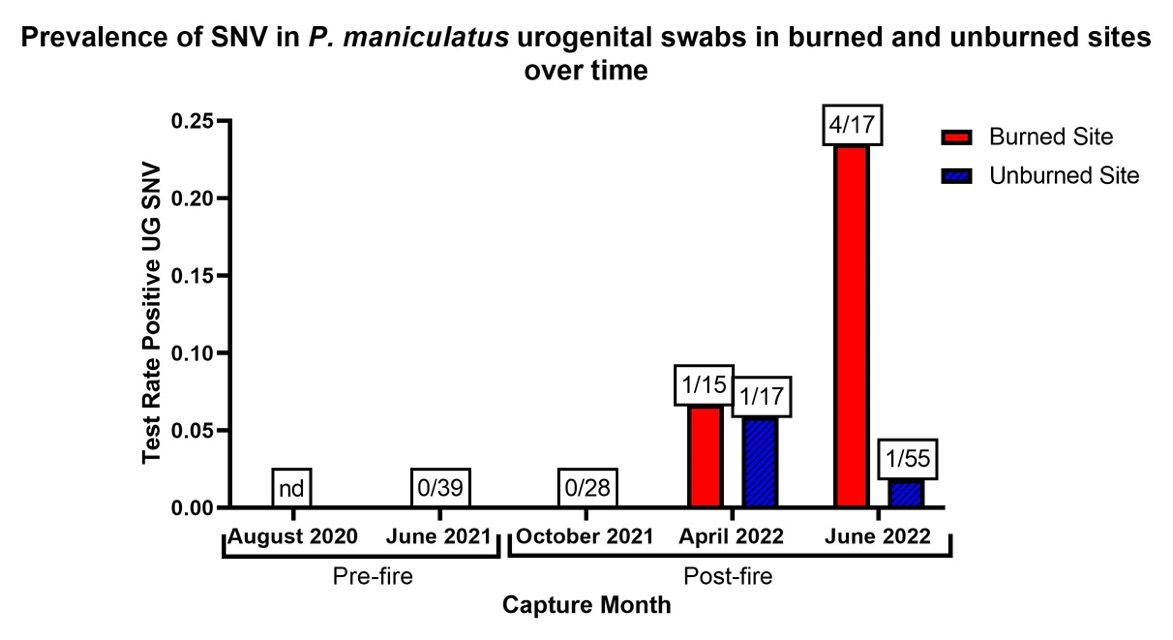 Prevalence of SNV in P. maniculatus urogenital swabs in burned and unburned sites
over time
Test Rate Positive UG SNV
0.25
0.20
0.15
0.10
0.05
0.00
nd
0/39
0/28
1/15
1/17
4/17
1/55
Burned Site
Unburned Site
August 2020
June 2021
October 2021
April 2022
June 2022
Pre-fire
Post-fire
Capture Month